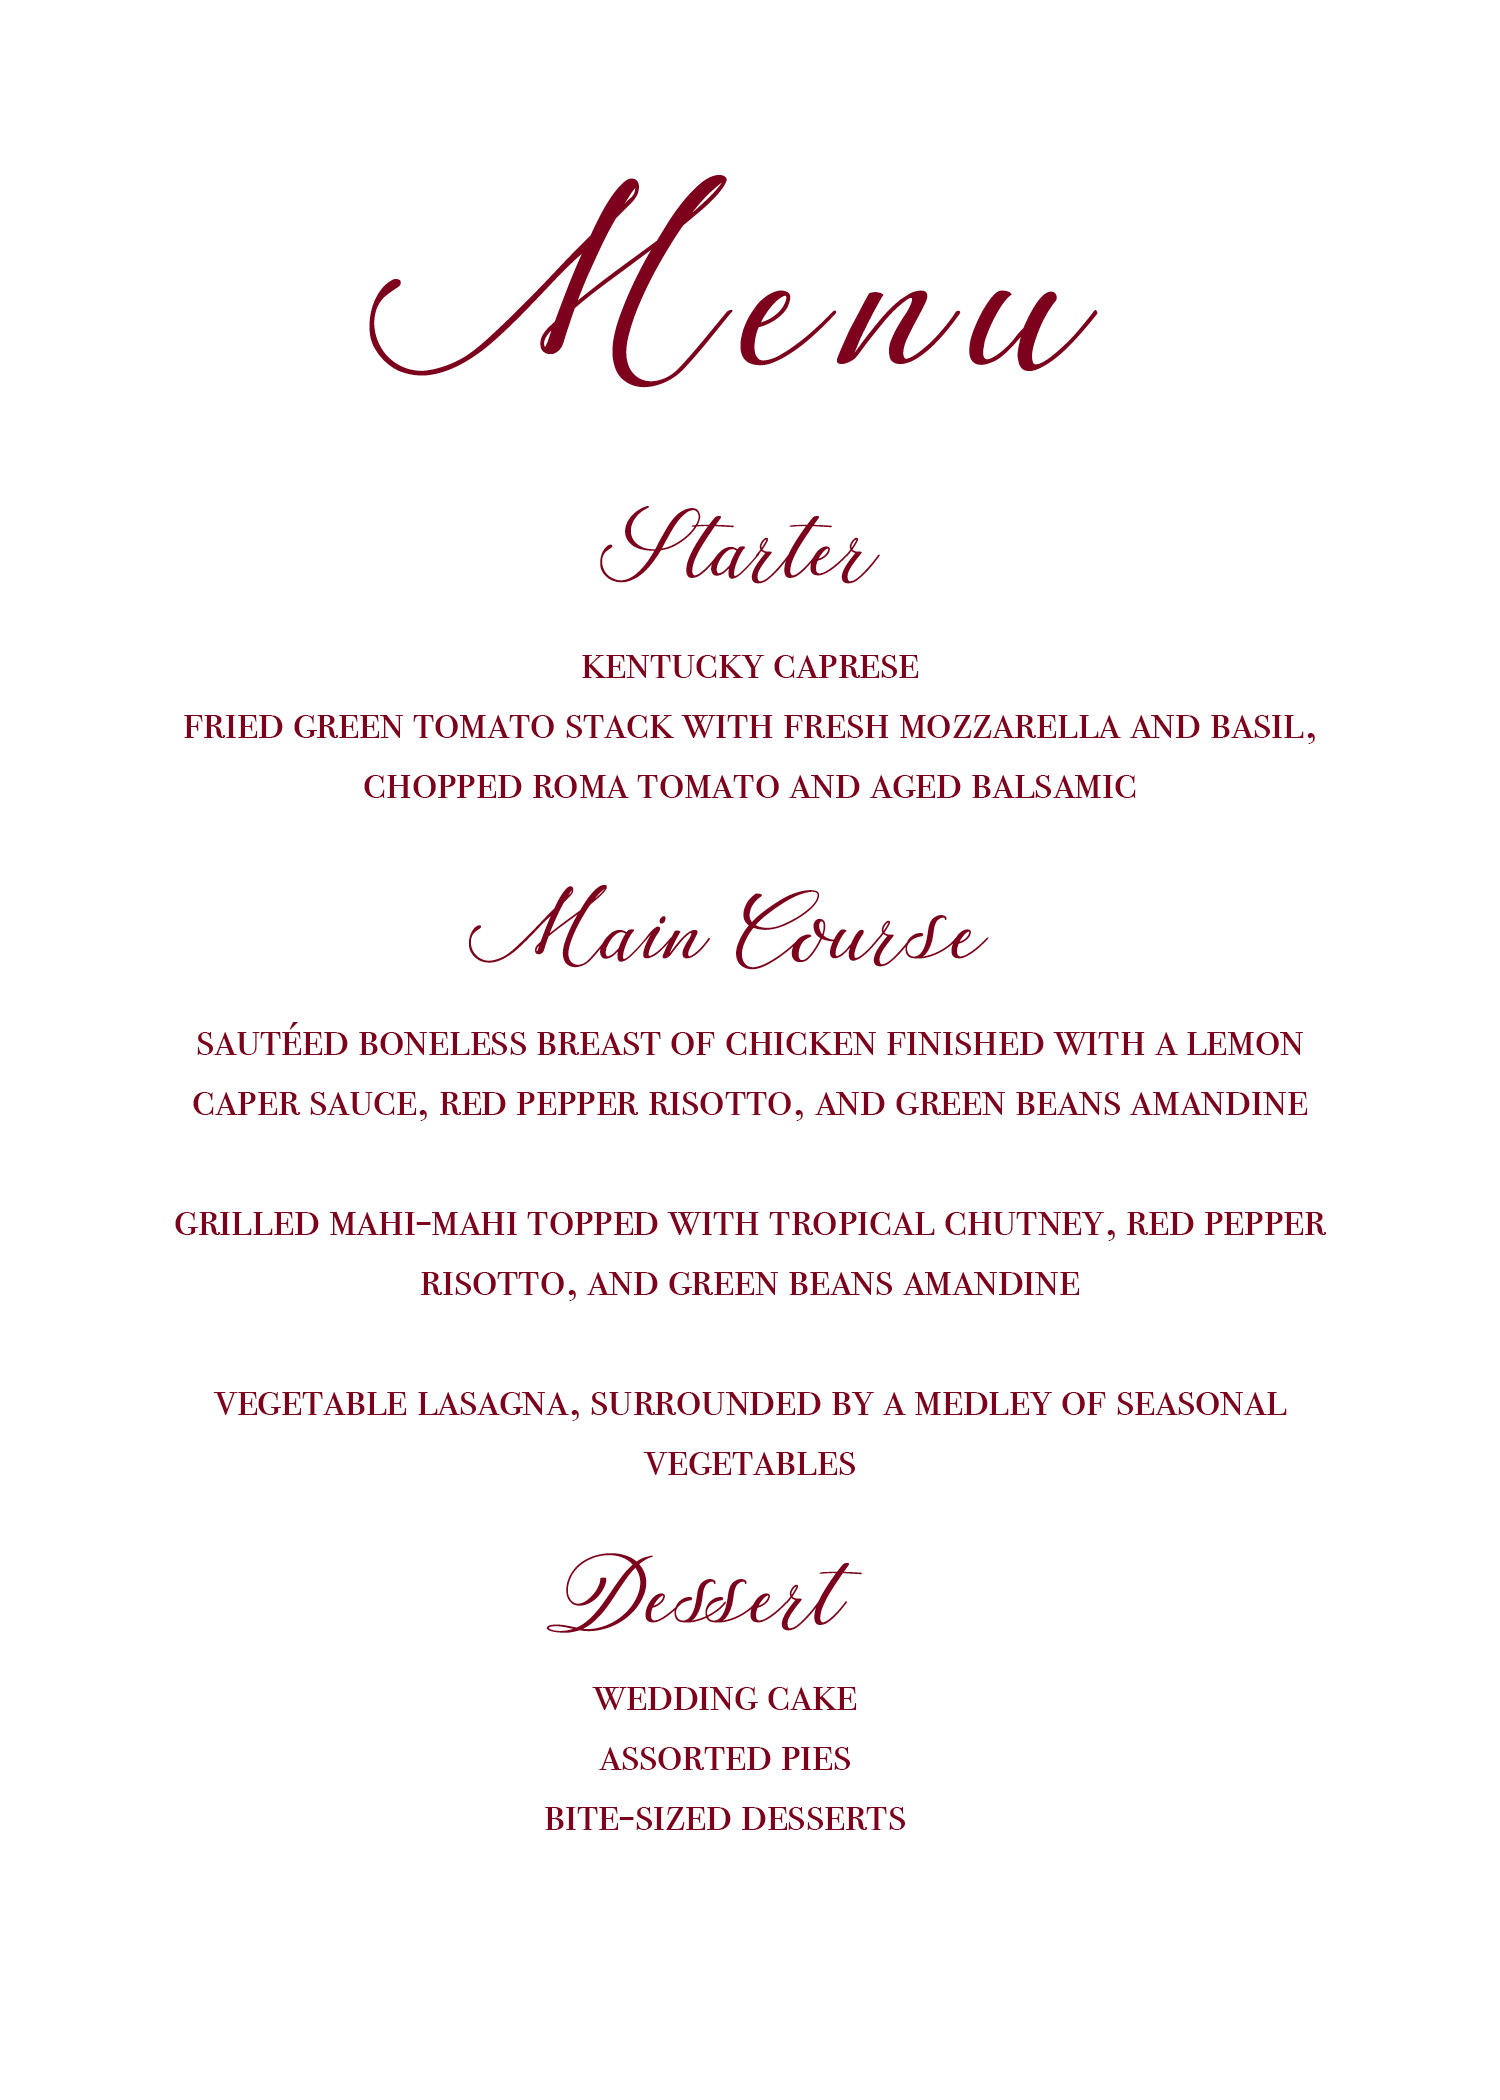 Menu
Starter
KENTUCKY CAPRESE
FRIED GREEN TOMATO STACK WITH FRESH MOZZARELLA AND BASIL,
CHOPPED ROMA TOMATO AND AGED BALSAMIC
Main Course
SAUTÉED BONELESS BREAST OF CHICKEN FINISHED WITH A LEMON
CAPER SAUCE, RED PEPPER RISOTTO, AND GREEN BEANS AMANDINE
GRILLED MAHI-MAHI TOPPED WITH TROPICAL CHUTNEY, RED PEPPER
RISOTTO, AND GREEN BEANS AMANDINE
VEGETABLE LASAGNA, SURROUNDED BY A MEDLEY OF SEASONAL
VEGETABLES
Dessert
WEDDING CAKE
ASSORTED PIES
BITE-SIZED DESSERTS